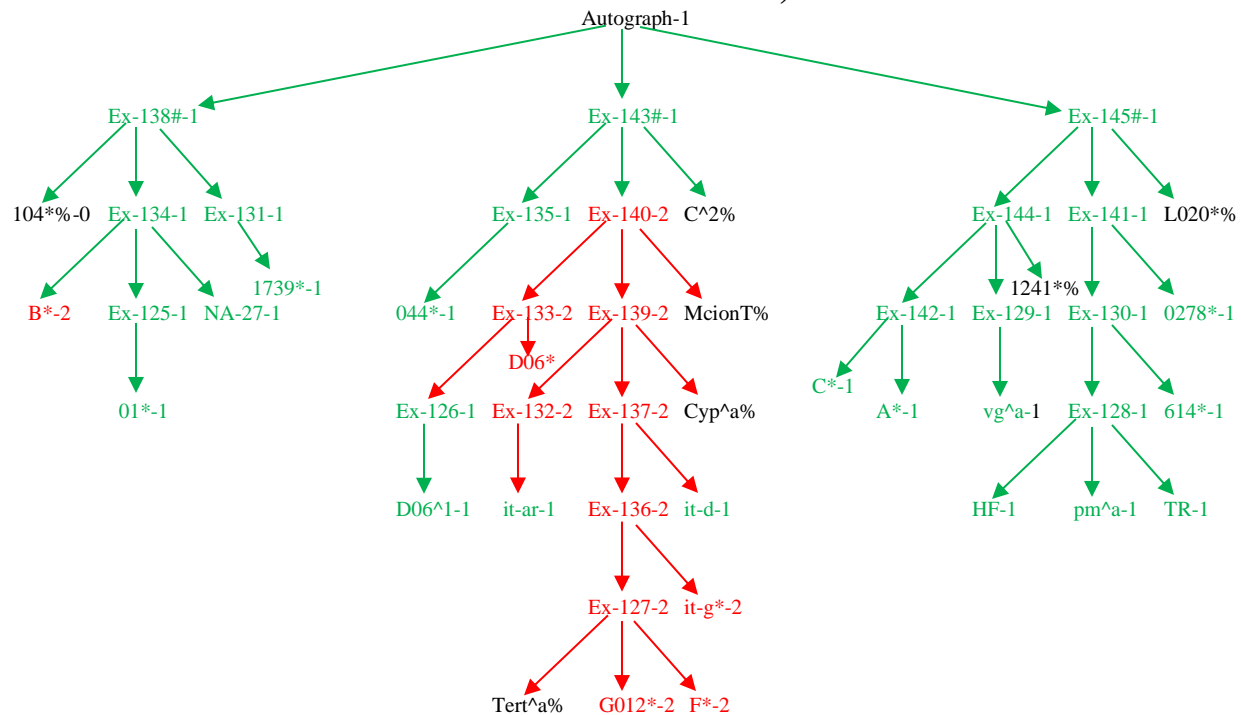 Autograph-1
Ex-138#-1 Ex-143#-1 Ex-145#-1
104*%-0 Ex-134-1 Ex-131-1 Ex-135-1 Ex-140-2 C^2% Ex-144-1 Ex-141-1 L020*%
1739*-1 1241*%
B*-2 Ex-125-1 NA-27-1 044*-1 Ex-133-2 Ex-139-2 McionT% Ex-142-1 Ex-129-1 Ex-130-1 0278*-1
D06*
C*-1
01*-1 Ex-126-1 Ex-132-2 Ex-137-2 Cyp^a% A*-1 vg^a-1 Ex-128-1 614*-1
D06^1-1 it-ar-1 Ex-136-2 it-d-1 HF-1 pm^a-1 TR-1
Ex-127-2 it-g*-2
Tert^a% G012*-2 F*-2